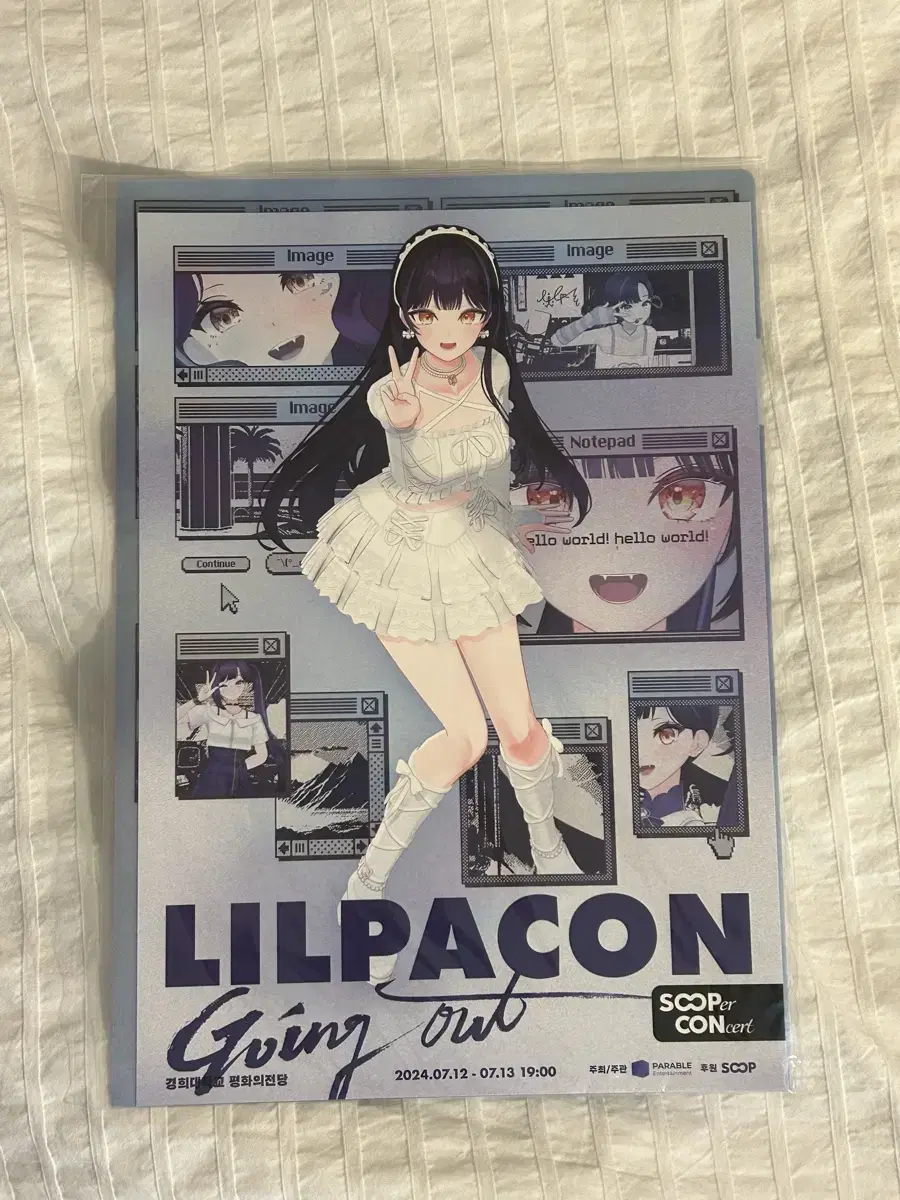 Image
Image
Image
Image
Image
Notepad
ello world! hello world!
Continue
LILPACON
Going out
SOOPer
CONcert
경희대학교 평화의전당
2024.07.12 - 07.13 19:00
주최/주관 PARABLE Entertainment 후원 SOOP